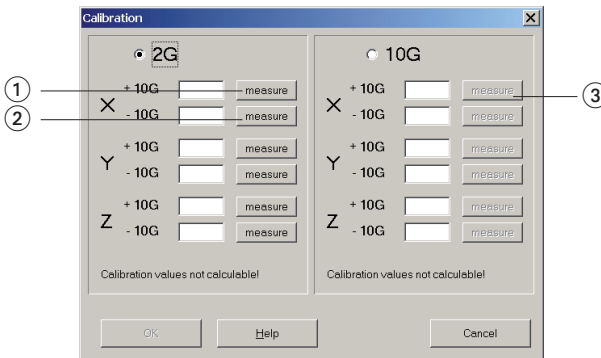 Calibration
2G
X
+ 10G measure
- 10G measure
Y
+ 10G measure
- 10G measure
Z
+ 10G measure
- 10G measure
Calibration values not calculable!
10G
X
+ 10G measure
- 10G measure
Y
+ 10G measure
- 10G measure
Z
+ 10G measure
- 10G measure
Calibration values not calculable!
OK Help Cancel
1
2
3